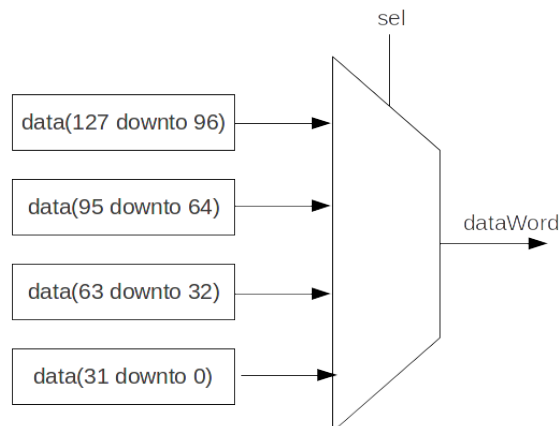 sel
data(127 downto 96)
data(95 downto 64)
dataWord
data(63 downto 32)
data(31 downto 0)